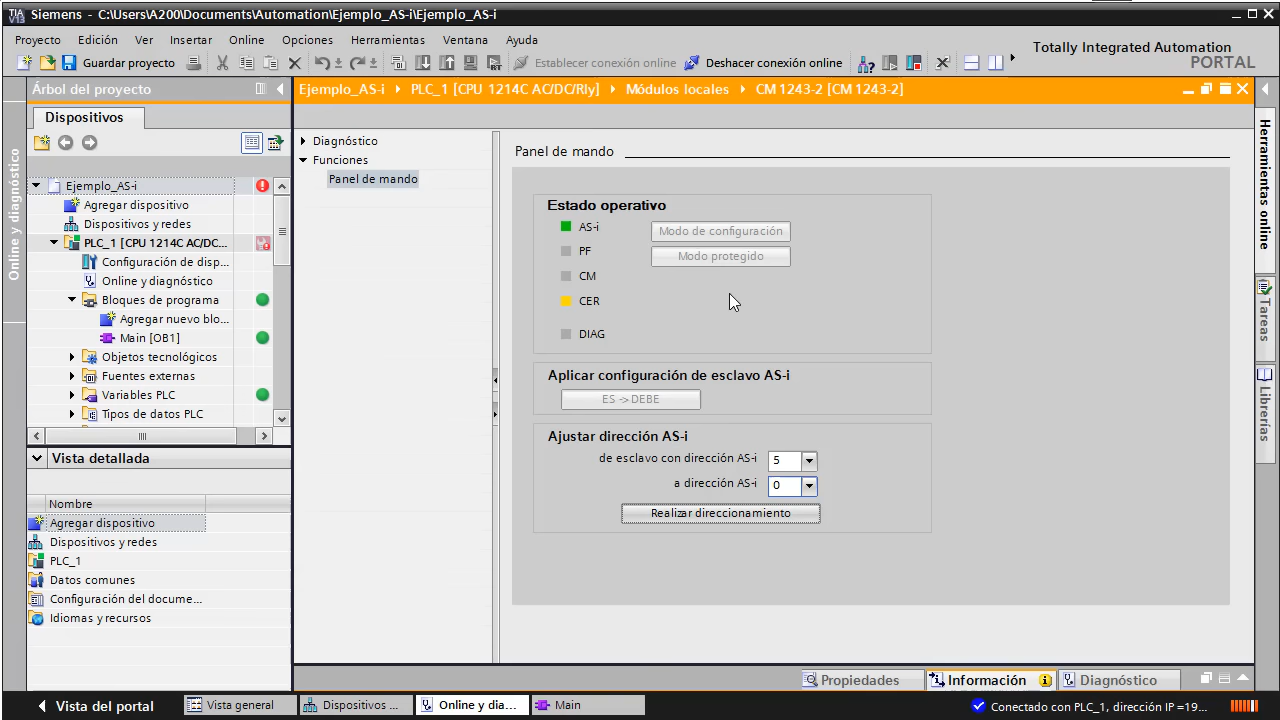 TIA V13 Siemens - C:\Users\A200\Documents\Automation\Ejemplo_AS-i\Ejemplo_AS-i
Proyecto Edición Ver Insertar Online Opciones Herramientas Ventana Ayuda
Totally Integrated Automation
PORTAL
Guardar proyecto Establecer conexión online Deshacer conexión online
Árbol del proyecto
Ejemplo_AS-i PLC_1 [CPU 1214C AC/DC/Rly] Módulos locales CM 1243-2 [CM 1243-2]
Dispositivos
Online y diagnóstico
Ejemplo_AS-i
Agregar dispositivo
Dispositivos y redes
PLC_1 [CPU 1214C AC/DC...
Configuración de disp...
Online y diagnóstico
Bloques de programa
Agregar nuevo blo...
Main [OB1]
Objetos tecnológicos
Fuentes externas
Variables PLC
Tipos de datos PLC
Vista detallada
Nombre
Agregar dispositivo
Dispositivos y redes
PLC_1
Datos comunes
Configuración del docume...
Idiomas y recursos
Diagnóstico
Funciones
Panel de mando
Panel de mando
Estado operativo
AS-i Modo de configuración
PF Modo protegido
CM
CER
DIAG
Aplicar configuración de esclavo AS-i
ES ->DEBE
Ajustar dirección AS-i
de esclavo con dirección AS-i 5
a dirección AS-i 0
Realizar direccionamiento
Herramientas hardware
Tareas
Librerías
Propiedades Información Diagnóstico
Vista del portal Vista general Dispositivos ... Online y dia... Main Conectado con PLC_1, dirección IP =19...